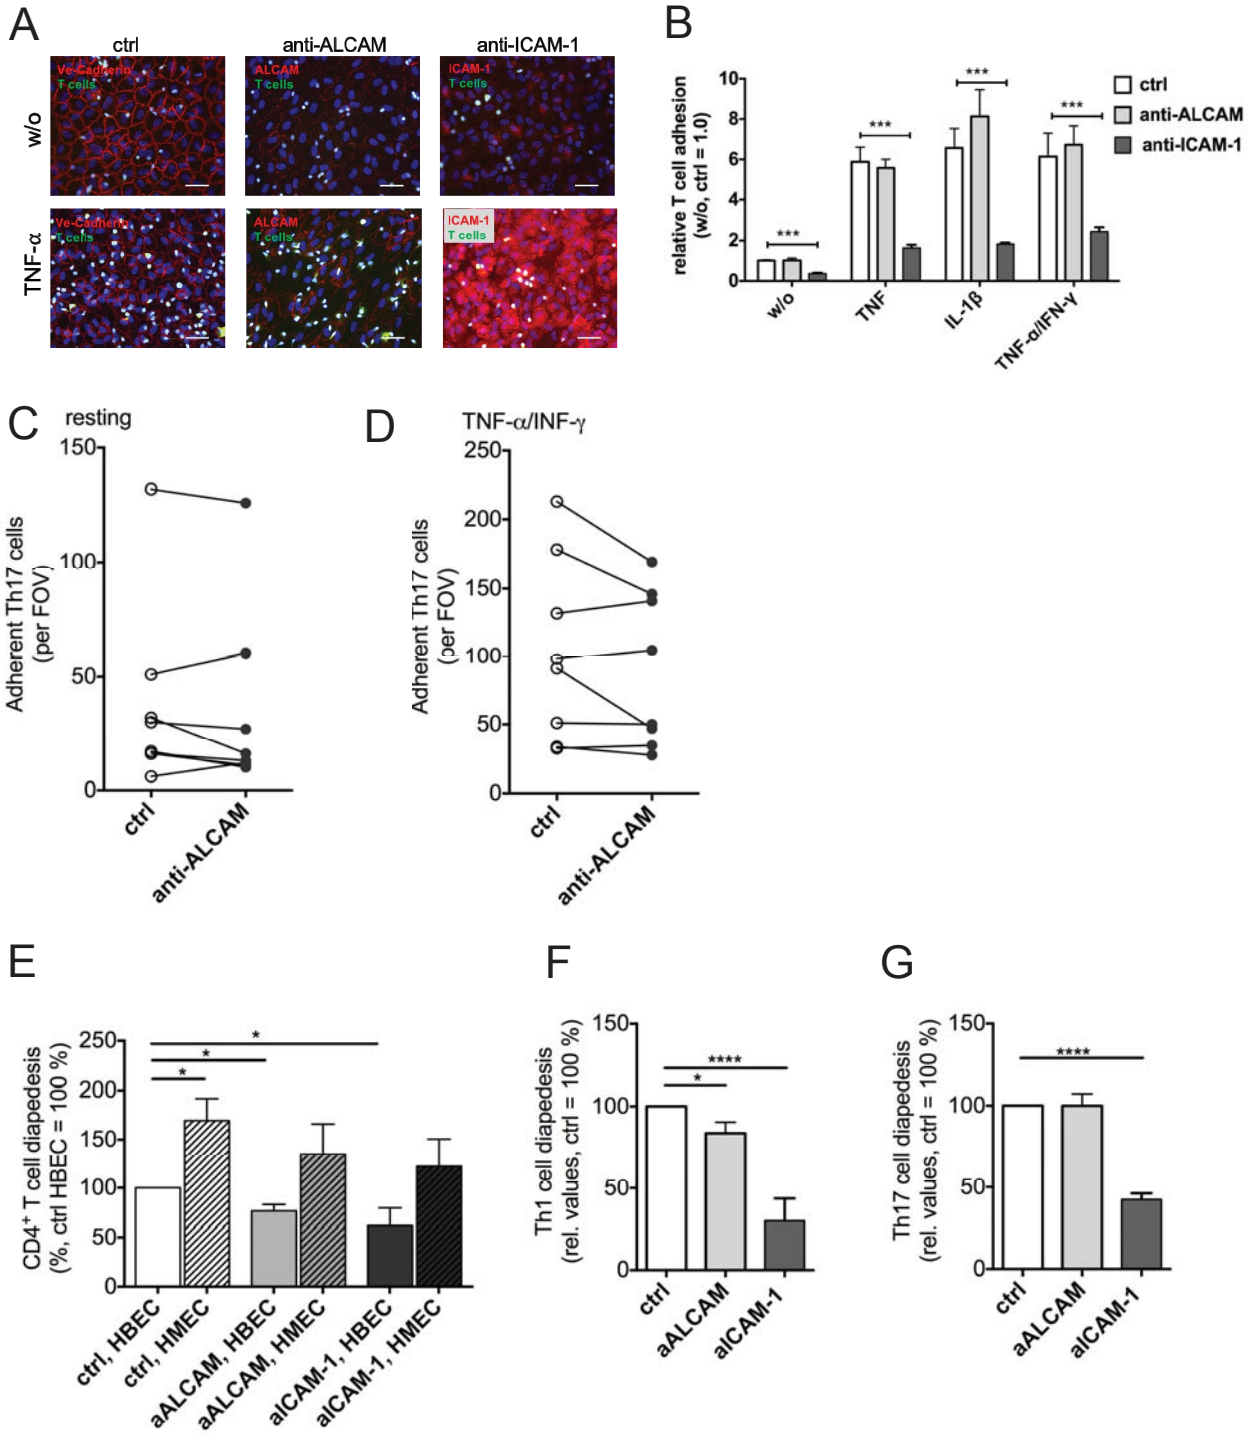 A
ctrl
anti-ALCAM
anti-ICAM-1
w/o
Ve-Cadherin
T cells
ALCAM
T cells
ICAM-1
T cells
TNF-α
Ve-Cadherin
T cells
ALCAM
T cells
ICAM-1
T cells
B
relative T cell adhesion
(w/o, ctrl = 1.0)
10
8
6
4
2
0
***
***
***
***
w/o
TNF
IL-1β
TNF-α/IFN-γ
ctrl
anti-ALCAM
anti-ICAM-1
C
resting
Adherent Th17 cells
(per FOV)
150
100
50
0
ctrl
anti-ALCAM
D
TNF-α/INF-γ
Adherent Th17 cells
(per FOV)
250
200
150
100
50
0
ctrl
anti-ALCAM
E
CD4+ T cell diapedesis
(%, ctrl HBEC = 100 %)
250
200
150
100
50
0
*
*
*
ctrl, HBEC
ctrl, HMEC
aALCAM, HBEC
aALCAM, HMEC
aICAM-1, HBEC
aICAM-1, HMEC
F
Th1 cell diapedesis
(rel. values, ctrl = 100 %)
150
100
50
0
****
*
ctrl
aALCAM
aICAM-1
G
Th17 cell diapedesis
(rel. values, ctrl = 100 %)
150
100
50
0
****
ctrl
aALCAM
aICAM-1